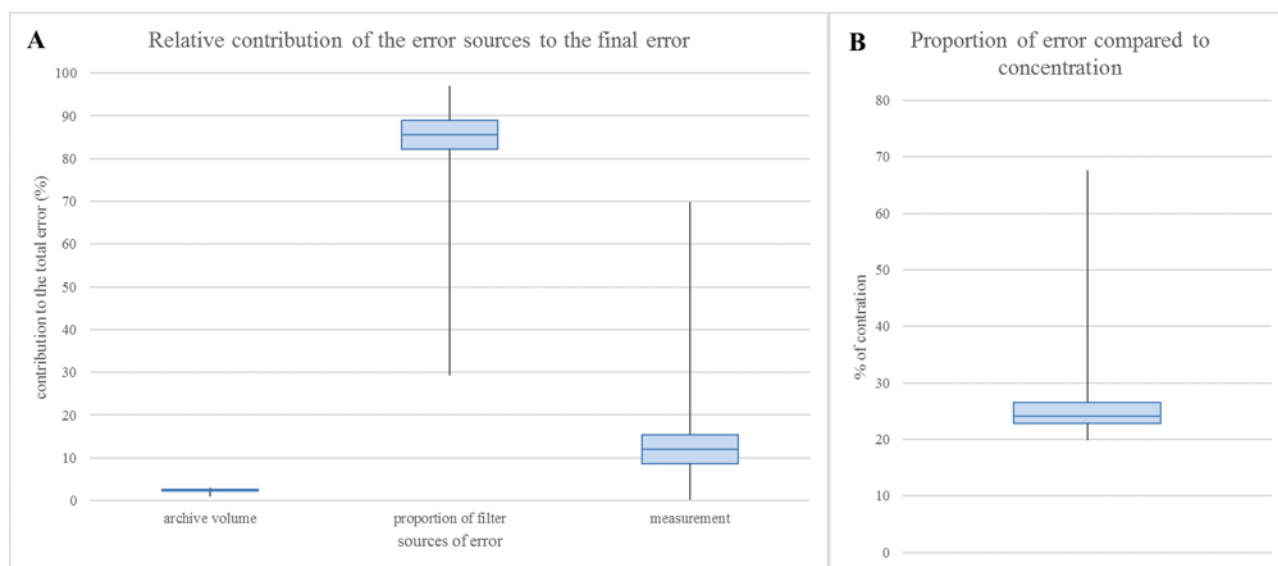 A
Relative contribution of the error sources to the final error
contribution to the total error (%)
100
90
80
70
60
50
40
30
20
10
0
archive volume
proportion of filter
measurement
sources of error
B
Proportion of error compared to
concentration
% of contration
80
70
60
50
40
30
20
10
0